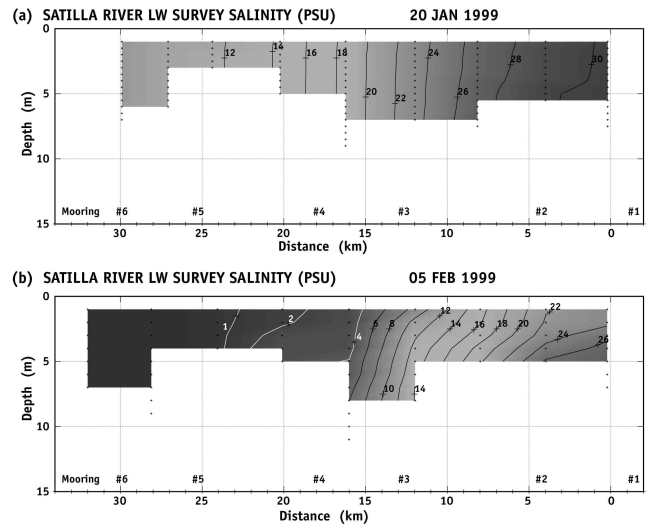 (a) SATILLA RIVER LW SURVEY SALINITY (PSU) 20 JAN 1999
0
5
10
15
Depth (m)
12 14 16 18 24 28 30
20 22 26
Mooring #6 #5 #4 #3 #2 #1
30 25 20 15 10 5 0
Distance (km)
(b) SATILLA RIVER LW SURVEY SALINITY (PSU) 05 FEB 1999
0
5
10
15
Depth (m)
1 2 4 6 8 12 14 16 18 20 22 24 26
10 14
Mooring #6 #5 #4 #3 #2 #1
30 25 20 15 10 5 0
Distance (km)